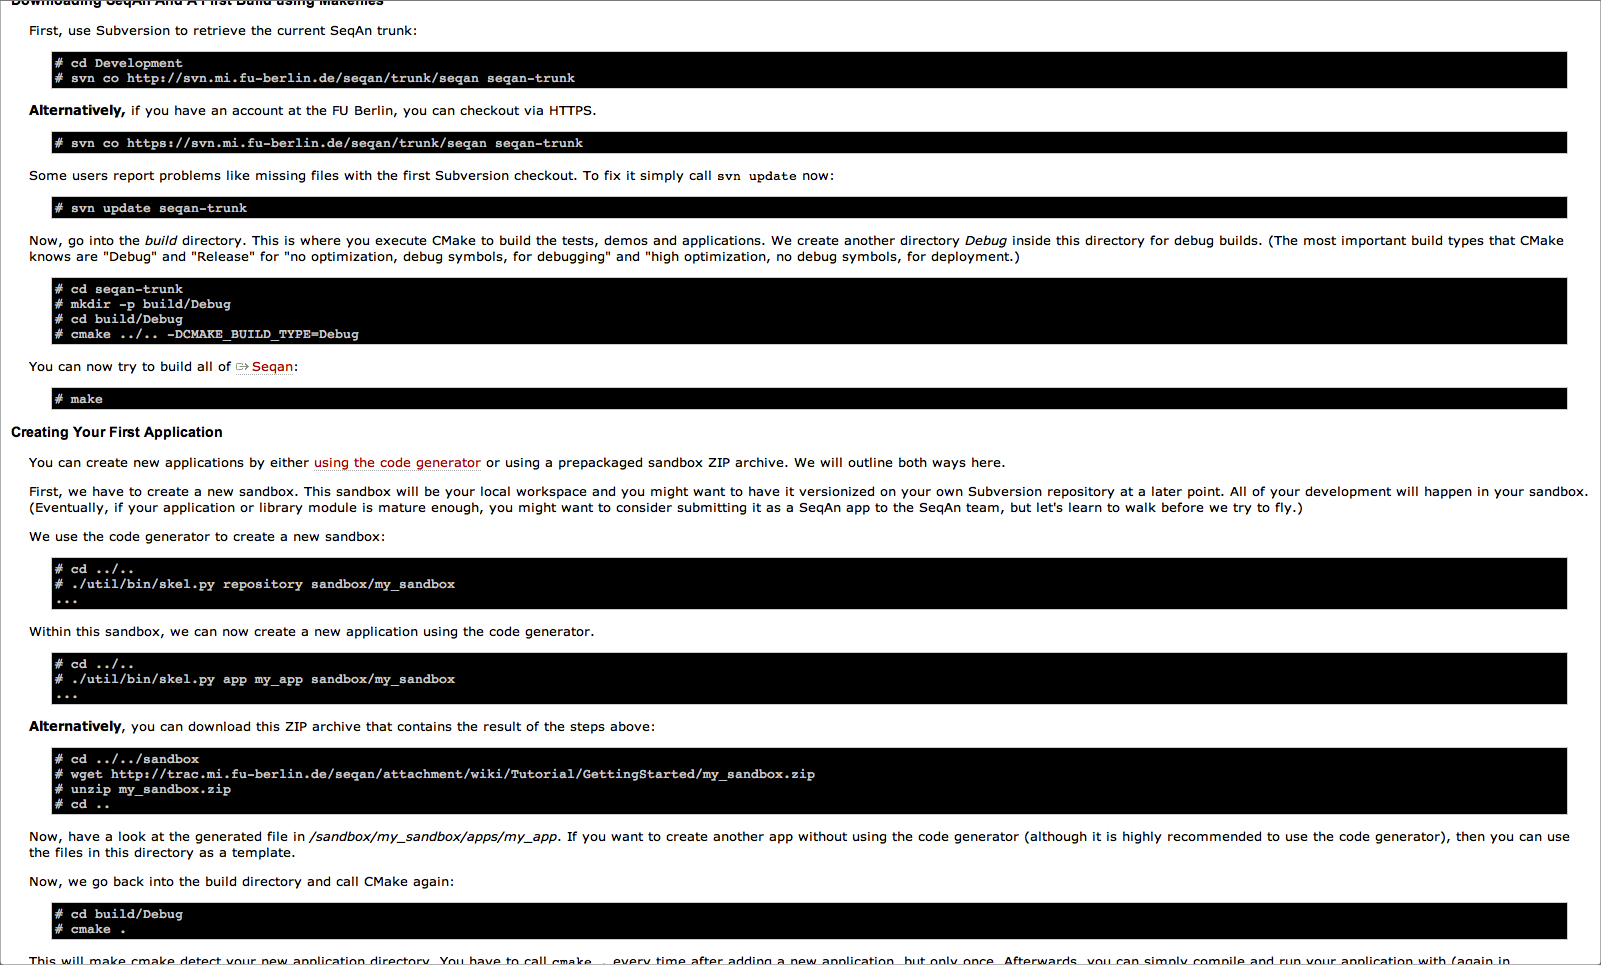 Downloading SeqAn And A First Build using Makefiles
First, use Subversion to retrieve the current SeqAn trunk:
# cd Development
# svn co http://svn.mi.fu-berlin.de/seqan/trunk/seqan seqan-trunk
Alternatively, if you have an account at the FU Berlin, you can checkout via HTTPS.
# svn co https://svn.mi.fu-berlin.de/seqan/trunk/seqan seqan-trunk
Some users report problems like missing files with the first Subversion checkout. To fix it simply call svn update now:
# svn update seqan-trunk
Now, go into the build directory. This is where you execute CMake to build the tests, demos and applications. We create another directory Debug inside this directory for debug builds. (The most important build types that CMake
knows are "Debug" and "Release" for "no optimization, debug symbols, for debugging" and "high optimization, no debug symbols, for deployment.)
# cd seqan-trunk
# mkdir -p build/Debug
# cd build/Debug
# cmake ../.. -DCMAKE_BUILD_TYPE=Debug
You can now try to build all of Seqan:
# make
Creating Your First Application
You can create new applications by either using the code generator or using a prepackaged sandbox ZIP archive. We will outline both ways here.
First, we have to create a new sandbox. This sandbox will be your local workspace and you might want to have it versionized on your own Subversion repository at a later point. All of your development will happen in your sandbox.
(Eventually, if your application or library module is mature enough, you might want to consider submitting it as a SeqAn app to the SeqAn team, but let's learn to walk before we try to fly.)
We use the code generator to create a new sandbox:
# cd ../..
# ./util/bin/skel.py repository sandbox/my_sandbox
...
Within this sandbox, we can now create a new application using the code generator.
# cd ../..
# ./util/bin/skel.py app my_app sandbox/my_sandbox
...
Alternatively, you can download this ZIP archive that contains the result of the steps above:
# cd ../../sandbox
# wget http://trac.mi.fu-berlin.de/seqan/attachment/wiki/Tutorial/GettingStarted/my_sandbox.zip
# unzip my_sandbox.zip
# cd ..
Now, have a look at the generated file in /sandbox/my_sandbox/apps/my_app. If you want to create another app without using the code generator (although it is highly recommended to use the code generator), then you can use
the files in this directory as a template.
Now, we go back into the build directory and call CMake again:
# cd build/Debug
# cmake .
This will make cmake detect your new application directory. You have to call cmake . every time after adding a new application, but only once. Afterwards, you can simply compile and run your application with (again in